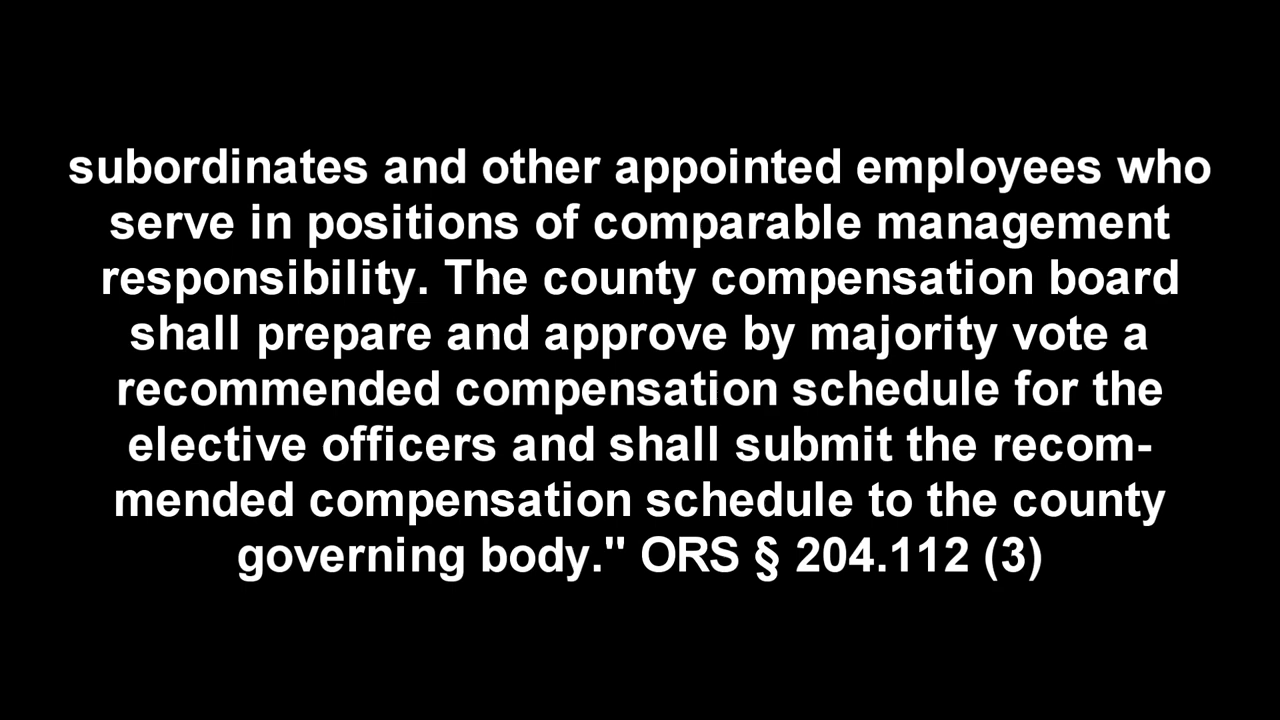 subordinates and other appointed employees who
serve in positions of comparable management
responsibility. The county compensation board
shall prepare and approve by majority vote a
recommended compensation schedule for the
elective officers and shall submit the recom-
mended compensation schedule to the county
governing body." ORS § 204.112 (3)